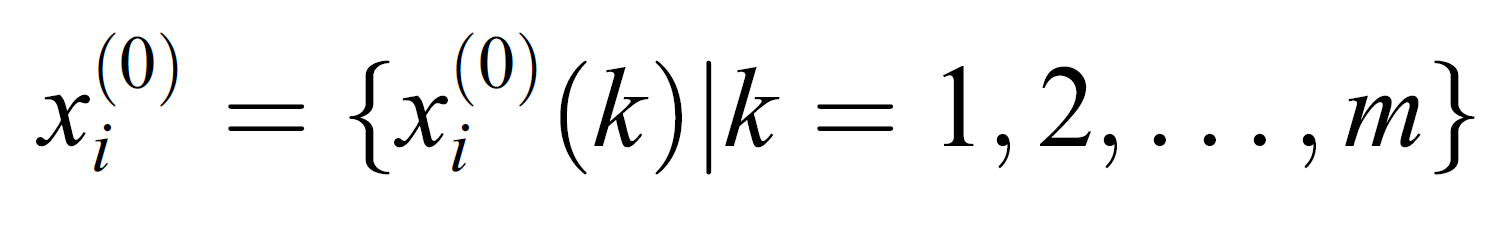 $x_i^{(0)} = \{x_i^{(0)}(k)|k = 1, 2, \ldots, m\}$